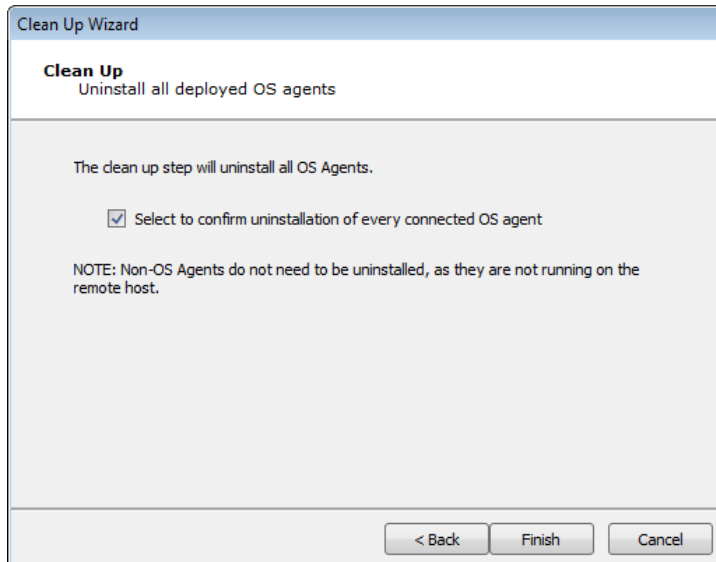 Clean Up Wizard
Clean Up
Uninstall all deployed OS agents
The clean up step will uninstall all OS Agents.
Select to confirm uninstallation of every connected OS agent
NOTE: Non-OS Agents do not need to be uninstalled, as they are not running on the
remote host.
< Back Finish Cancel